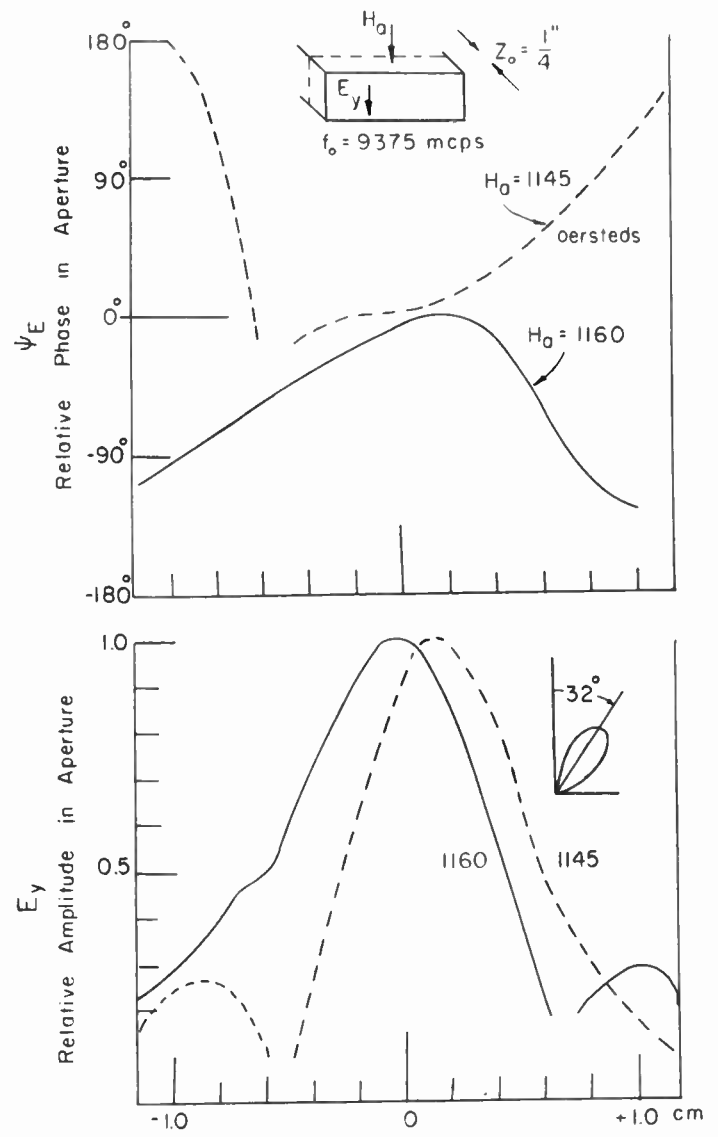 180°
90°
0°
-90°
-180°
ψE
Relative Phase in Aperture
Ha
Ey
Zo = 1"/4
fo = 9375 mcps
Ha = 1145
oersteds
Ha = 1160
1.0
0.5
Ey
Relative Amplitude in Aperture
32°
1160
1145
-1.0
0
+1.0 cm